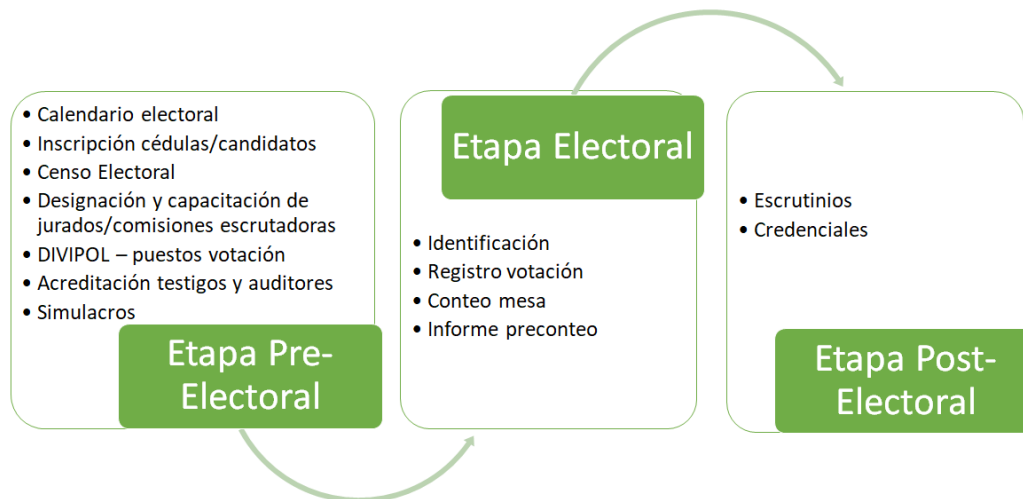 • Calendario electoral
• Inscripción cédulas/candidatos
• Censo Electoral
• Designación y capacitación de
jurados/comisiones escrutadoras
• DIVIPOL – puestos votación
• Acreditación testigos y auditores
• Simulacros
Etapa Pre-
Electoral
Etapa Electoral
• Identificación
• Registro votación
• Conteo mesa
• Informe preconteo
• Escrutinios
• Credenciales
Etapa Post-
Electoral